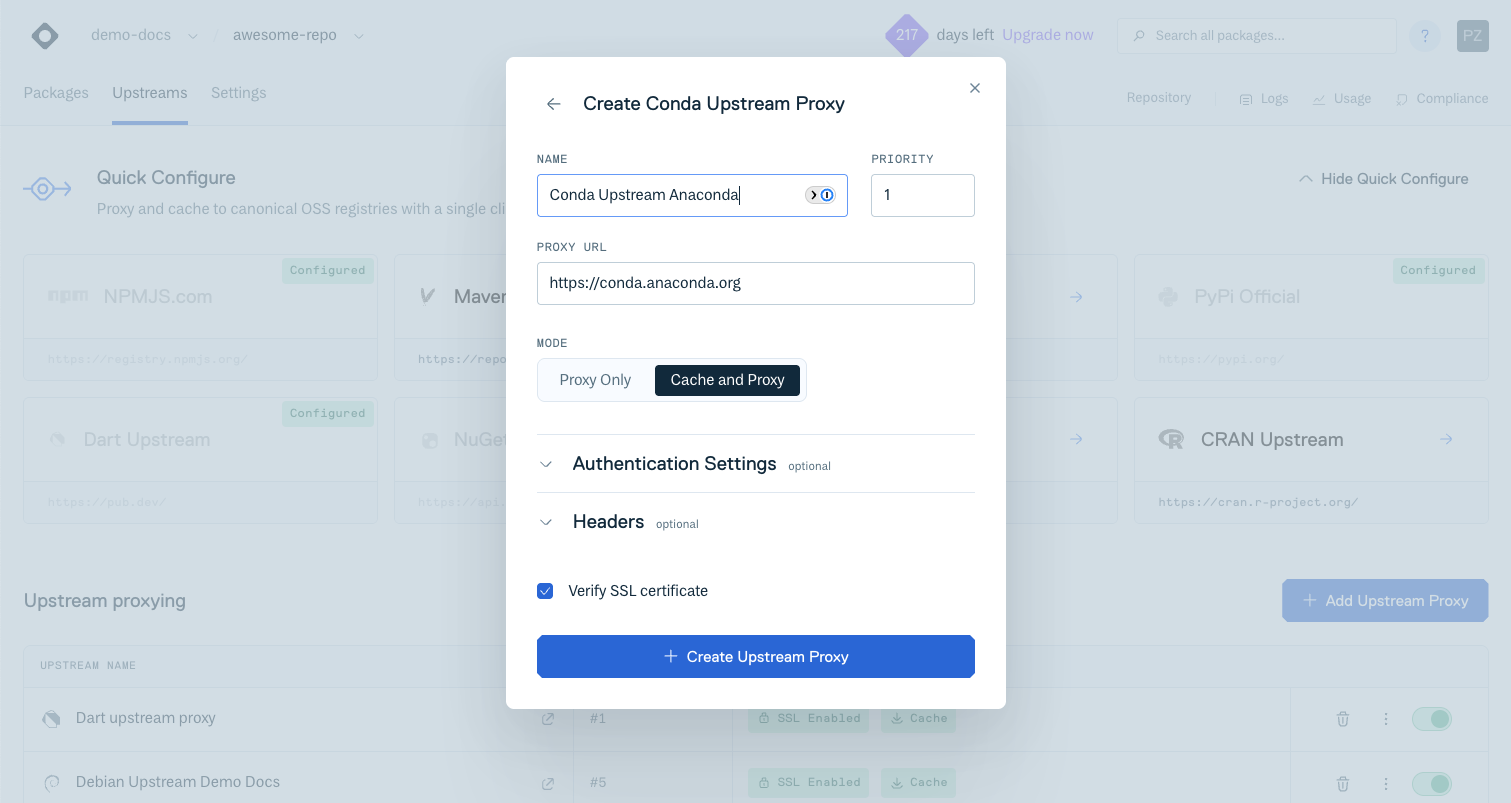 demo-docs / awesome-repo
217 days left Upgrade now
Search all packages...
?
PZ
Packages Upstreams Settings
Repository Logs Usage Compliance
Quick Configure
Proxy and cache to canonical OSS registries with a single
Hide Quick Configure
Configured
npm NPMJS.com
https://registry.npmjs.org/
https://
Configured
PyPi Official
https://pypi.org/
Configured
Dart Upstream
https://pub.dev/
https://api.
CRAN Upstream
https://cran.r-project.org/
Upstream proxying
+ Add Upstream Proxy
UPSTREAM NAME
Dart upstream proxy #1 SSL Enabled Cache
Debian Upstream Demo Docs #5 SSL Enabled Cache
Create Conda Upstream Proxy
NAME PRIORITY
Conda Upstream Anaconda 1
PROXY URL
https://conda.anaconda.org
MODE
Proxy Only Cache and Proxy
Authentication Settings optional
Headers optional
Verify SSL certificate
+ Create Upstream Proxy